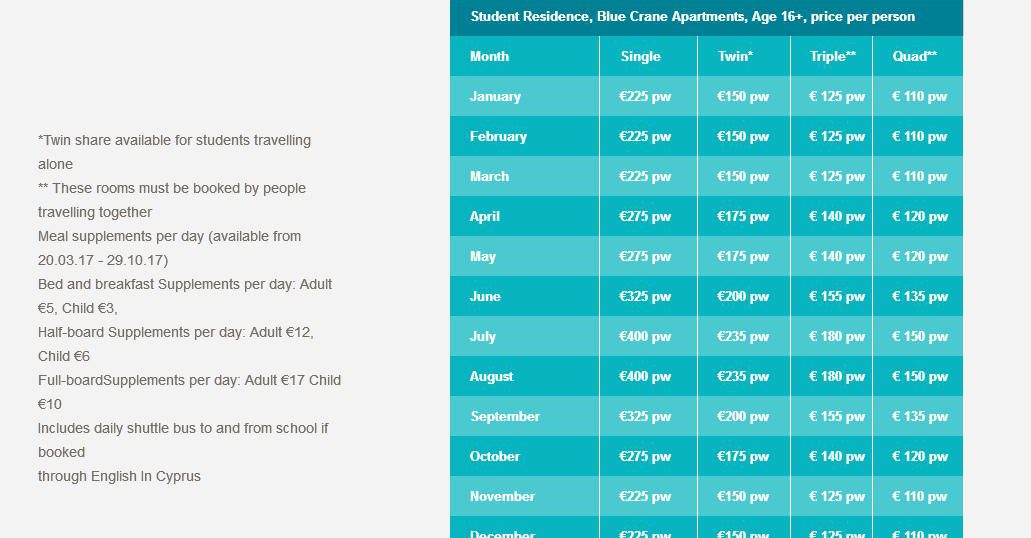 Student Residence, Blue Crane Apartments, Age 16+, price per person
Month Single Twin* Triple** Quad**
January €225 pw €150 pw € 125 pw € 110 pw
February €225 pw €150 pw € 125 pw € 110 pw
March €225 pw €150 pw € 125 pw € 110 pw
April €275 pw €175 pw € 140 pw € 120 pw
May €275 pw €175 pw € 140 pw € 120 pw
June €325 pw €200 pw € 155 pw € 135 pw
July €400 pw €235 pw € 180 pw € 150 pw
August €400 pw €235 pw € 180 pw € 150 pw
September €325 pw €200 pw € 155 pw € 135 pw
October €275 pw €175 pw € 140 pw € 120 pw
November €225 pw €150 pw € 125 pw € 110 pw
December €225 pw €150 pw € 125 pw € 110 pw
*Twin share available for students travelling
alone
** These rooms must be booked by people
travelling together
Meal supplements per day (available from
20.03.17 - 29.10.17)
Bed and breakfast Supplements per day: Adult
€5, Child €3,
Half-board Supplements per day: Adult €12,
Child €6
Full-boardSupplements per day: Adult €17 Child
€10
Includes daily shuttle bus to and from school if
booked
through English In Cyprus